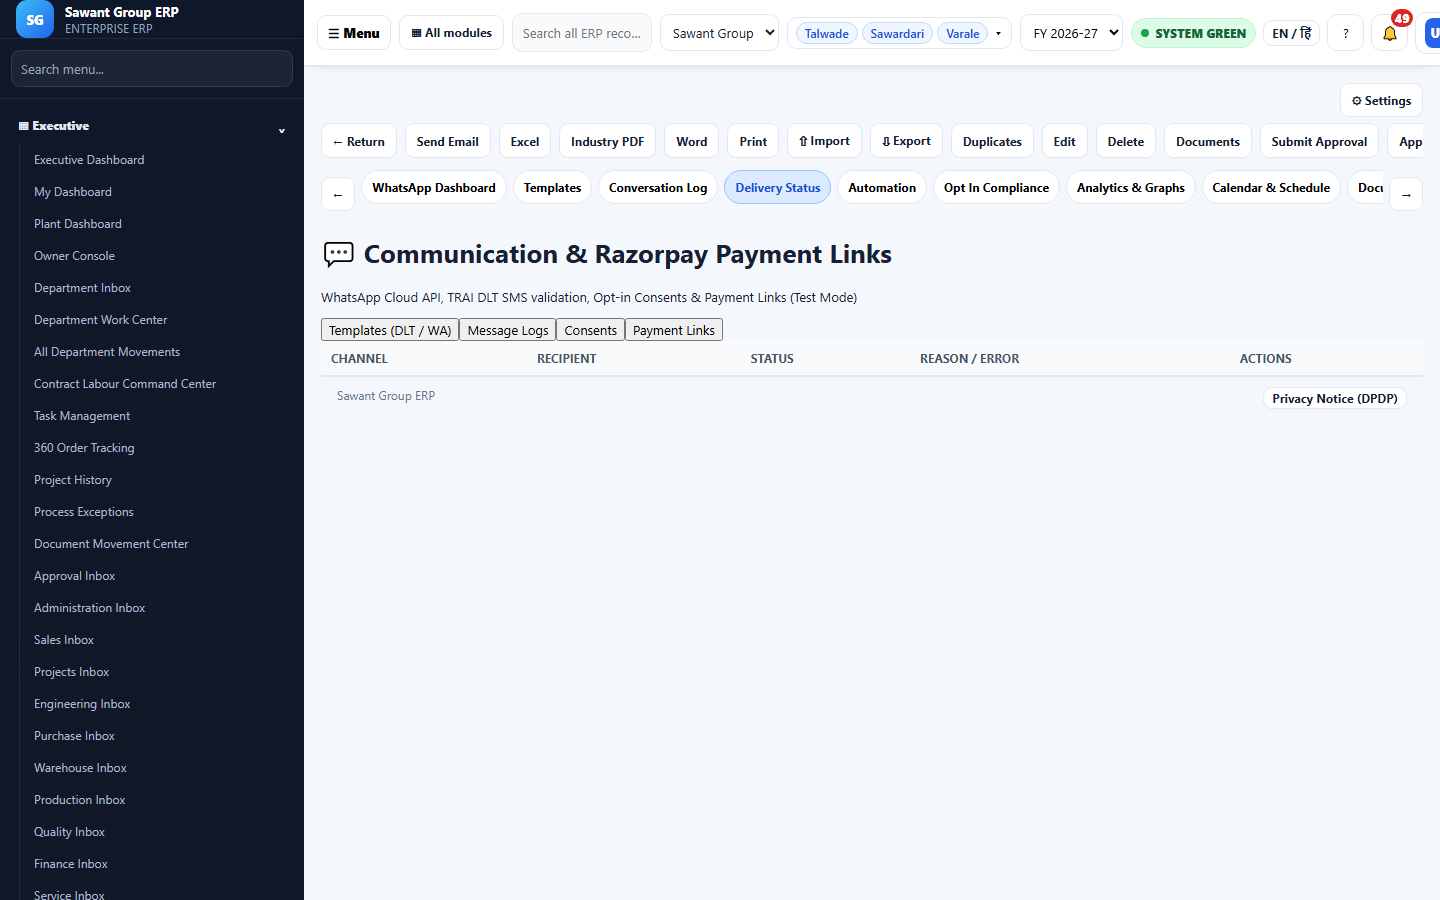 SG
Sawant Group ERP
ENTERPRISE ERP
Search menu...
Executive
Executive Dashboard
My Dashboard
Plant Dashboard
Owner Console
Department Inbox
Department Work Center
All Department Movements
Contract Labour Command Center
Task Management
360 Order Tracking
Project History
Process Exceptions
Document Movement Center
Approval Inbox
Administration Inbox
Sales Inbox
Projects Inbox
Engineering Inbox
Purchase Inbox
Warehouse Inbox
Production Inbox
Quality Inbox
Finance Inbox
Service Inbox
☰ Menu
All modules
Search all ERP reco...
Sawant Group
Talwade
Sawardari
Varale
FY 2026-27
SYSTEM GREEN
EN / हिं
?
49
U
Settings
← Return
Send Email
Excel
Industry PDF
Word
Print
⇧ Import
⇩ Export
Duplicates
Edit
Delete
Documents
Submit Approval
App
←
WhatsApp Dashboard
Templates
Conversation Log
Delivery Status
Automation
Opt In Compliance
Analytics & Graphs
Calendar & Schedule
Docu
→
Communication & Razorpay Payment Links
WhatsApp Cloud API, TRAI DLT SMS validation, Opt-in Consents & Payment Links (Test Mode)
Templates (DLT / WA)
Message Logs
Consents
Payment Links
CHANNEL
RECIPIENT
STATUS
REASON / ERROR
ACTIONS
Sawant Group ERP
Privacy Notice (DPDP)